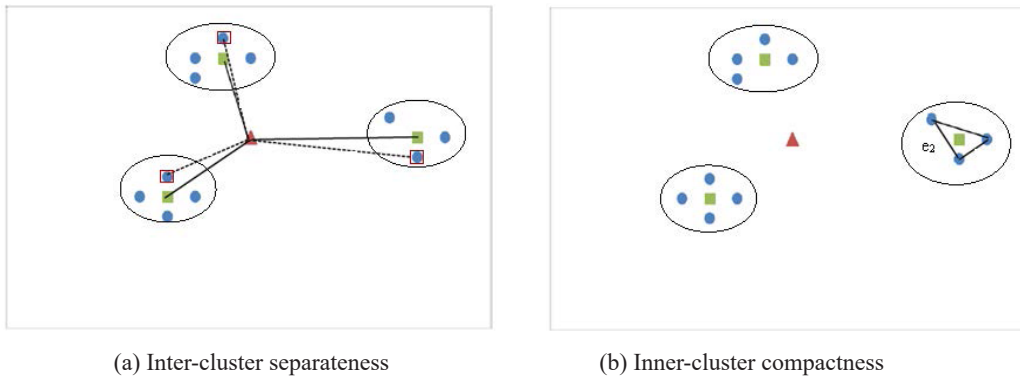 e₂
(a) Inter-cluster separateness
(b) Inner-cluster compactness